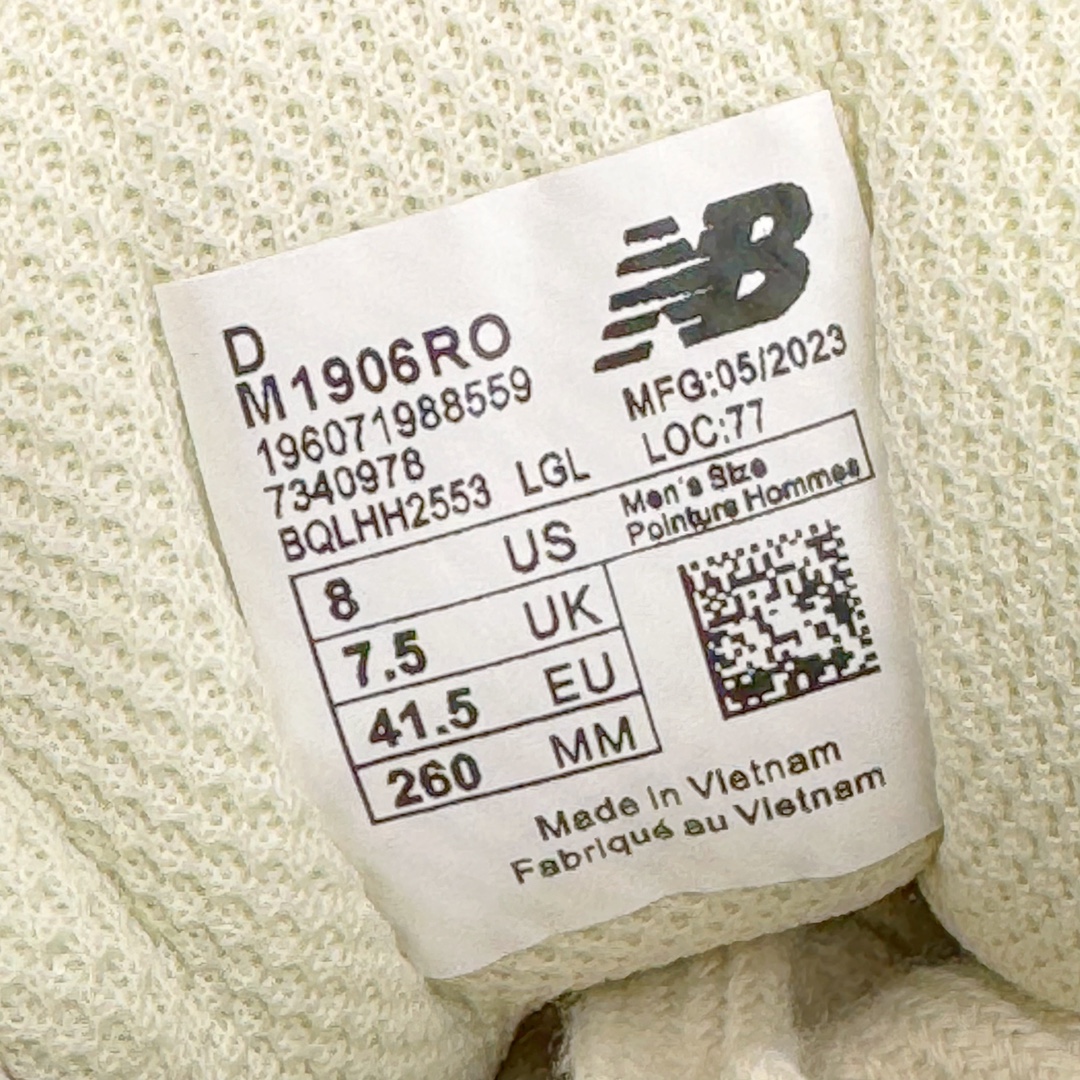 NB
D
M1906RO
196071988559
7340978
BQLHH2553 LGL
MFG:05/2023
LOC:77
Men's Size
Pointure Hommes
8 US
7.5 UK
41.5 EU
260 MM
Made in Vietnam
Fabriqué au Vietnam